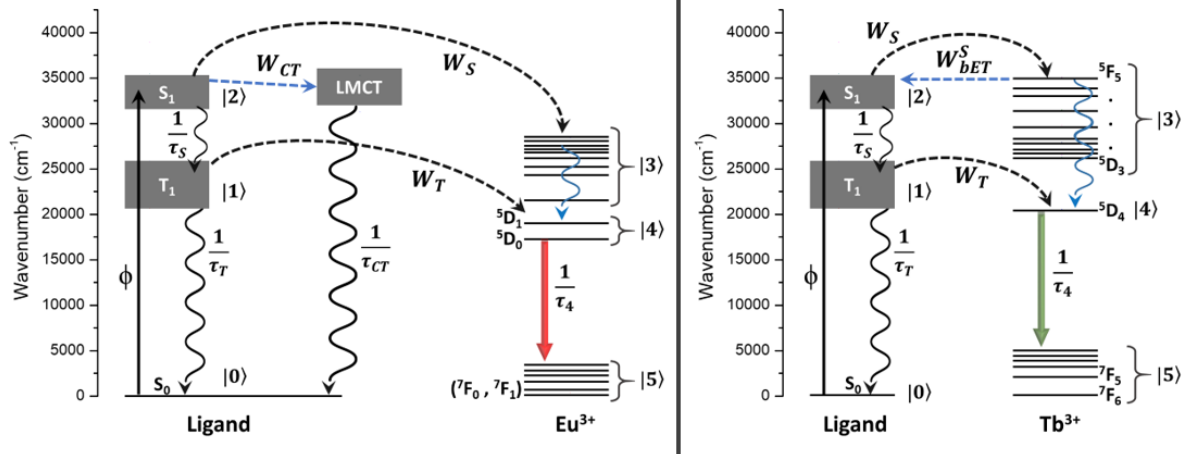 40000
35000
30000
25000
20000
15000
10000
5000
0
Wavenumber (cm⁻¹)
S₁
|2⟩
W_CT
LMCT
W_S
1/τ_S
T₁
|1⟩
W_T
|3⟩
⁵D₁
|4⟩
⁵D₀
ϕ
1/τ_T
1/τ_CT
1/τ₄
S₀
|0⟩
(⁷F₀ , ⁷F₁)
|5⟩
Ligand
Eu³⁺
40000
35000
30000
25000
20000
15000
10000
5000
0
Wavenumber (cm⁻¹)
W_S
W^S_bET
⁵F₅
S₁
|2⟩
.
.
.
|3⟩
1/τ_S
⁵D₃
T₁
|1⟩
W_T
⁵D₄ |4⟩
ϕ
1/τ_T
1/τ₄
S₀
|0⟩
⁷F₅
|5⟩
⁷F₆
Ligand
Tb³⁺